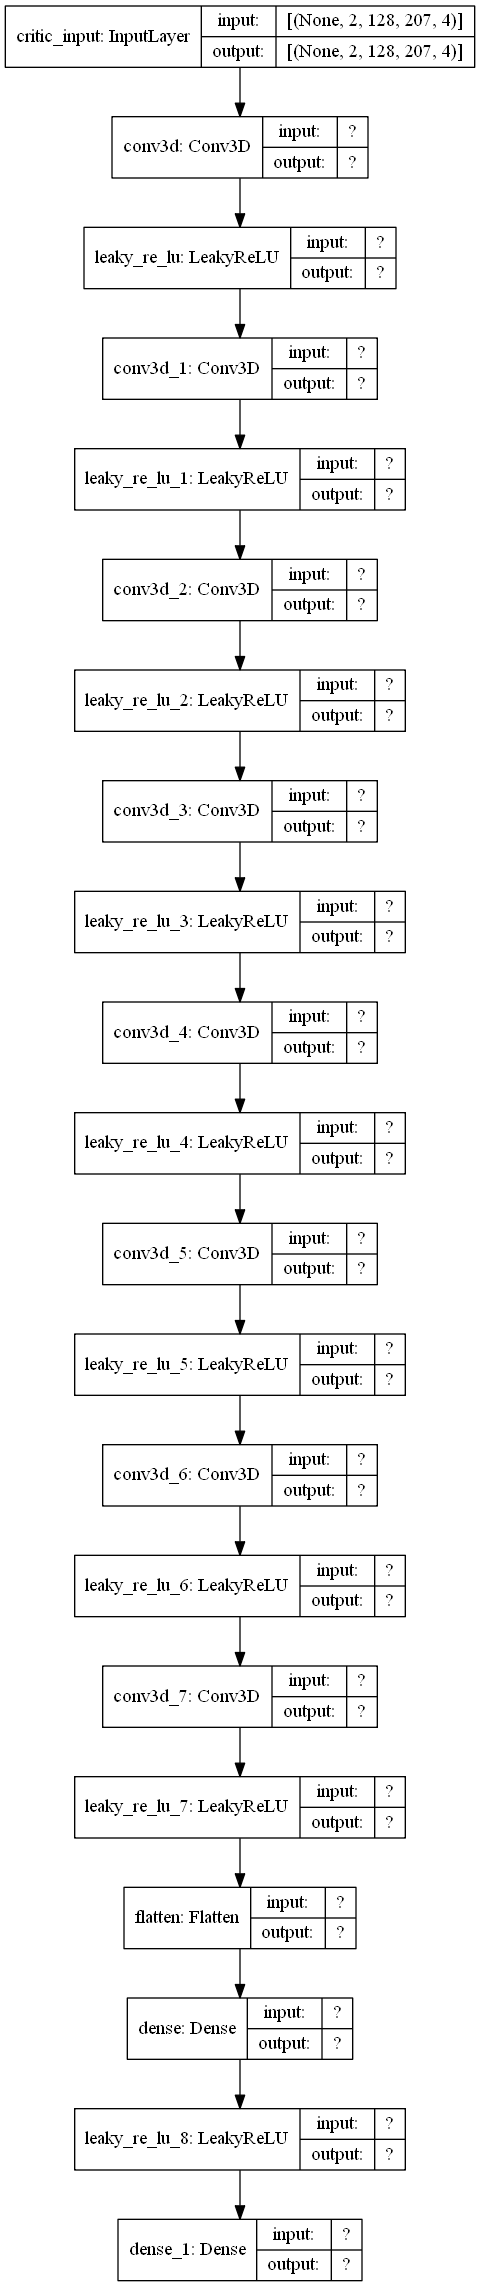 critic_input: InputLayer
input: [(None, 2, 128, 207, 4)]
output: [(None, 2, 128, 207, 4)]
conv3d: Conv3D
input: ?
output: ?
leaky_re_lu: LeakyReLU
input: ?
output: ?
conv3d_1: Conv3D
input: ?
output: ?
leaky_re_lu_1: LeakyReLU
input: ?
output: ?
conv3d_2: Conv3D
input: ?
output: ?
leaky_re_lu_2: LeakyReLU
input: ?
output: ?
conv3d_3: Conv3D
input: ?
output: ?
leaky_re_lu_3: LeakyReLU
input: ?
output: ?
conv3d_4: Conv3D
input: ?
output: ?
leaky_re_lu_4: LeakyReLU
input: ?
output: ?
conv3d_5: Conv3D
input: ?
output: ?
leaky_re_lu_5: LeakyReLU
input: ?
output: ?
conv3d_6: Conv3D
input: ?
output: ?
leaky_re_lu_6: LeakyReLU
input: ?
output: ?
conv3d_7: Conv3D
input: ?
output: ?
leaky_re_lu_7: LeakyReLU
input: ?
output: ?
flatten: Flatten
input: ?
output: ?
dense: Dense
input: ?
output: ?
leaky_re_lu_8: LeakyReLU
input: ?
output: ?
dense_1: Dense
input: ?
output: ?